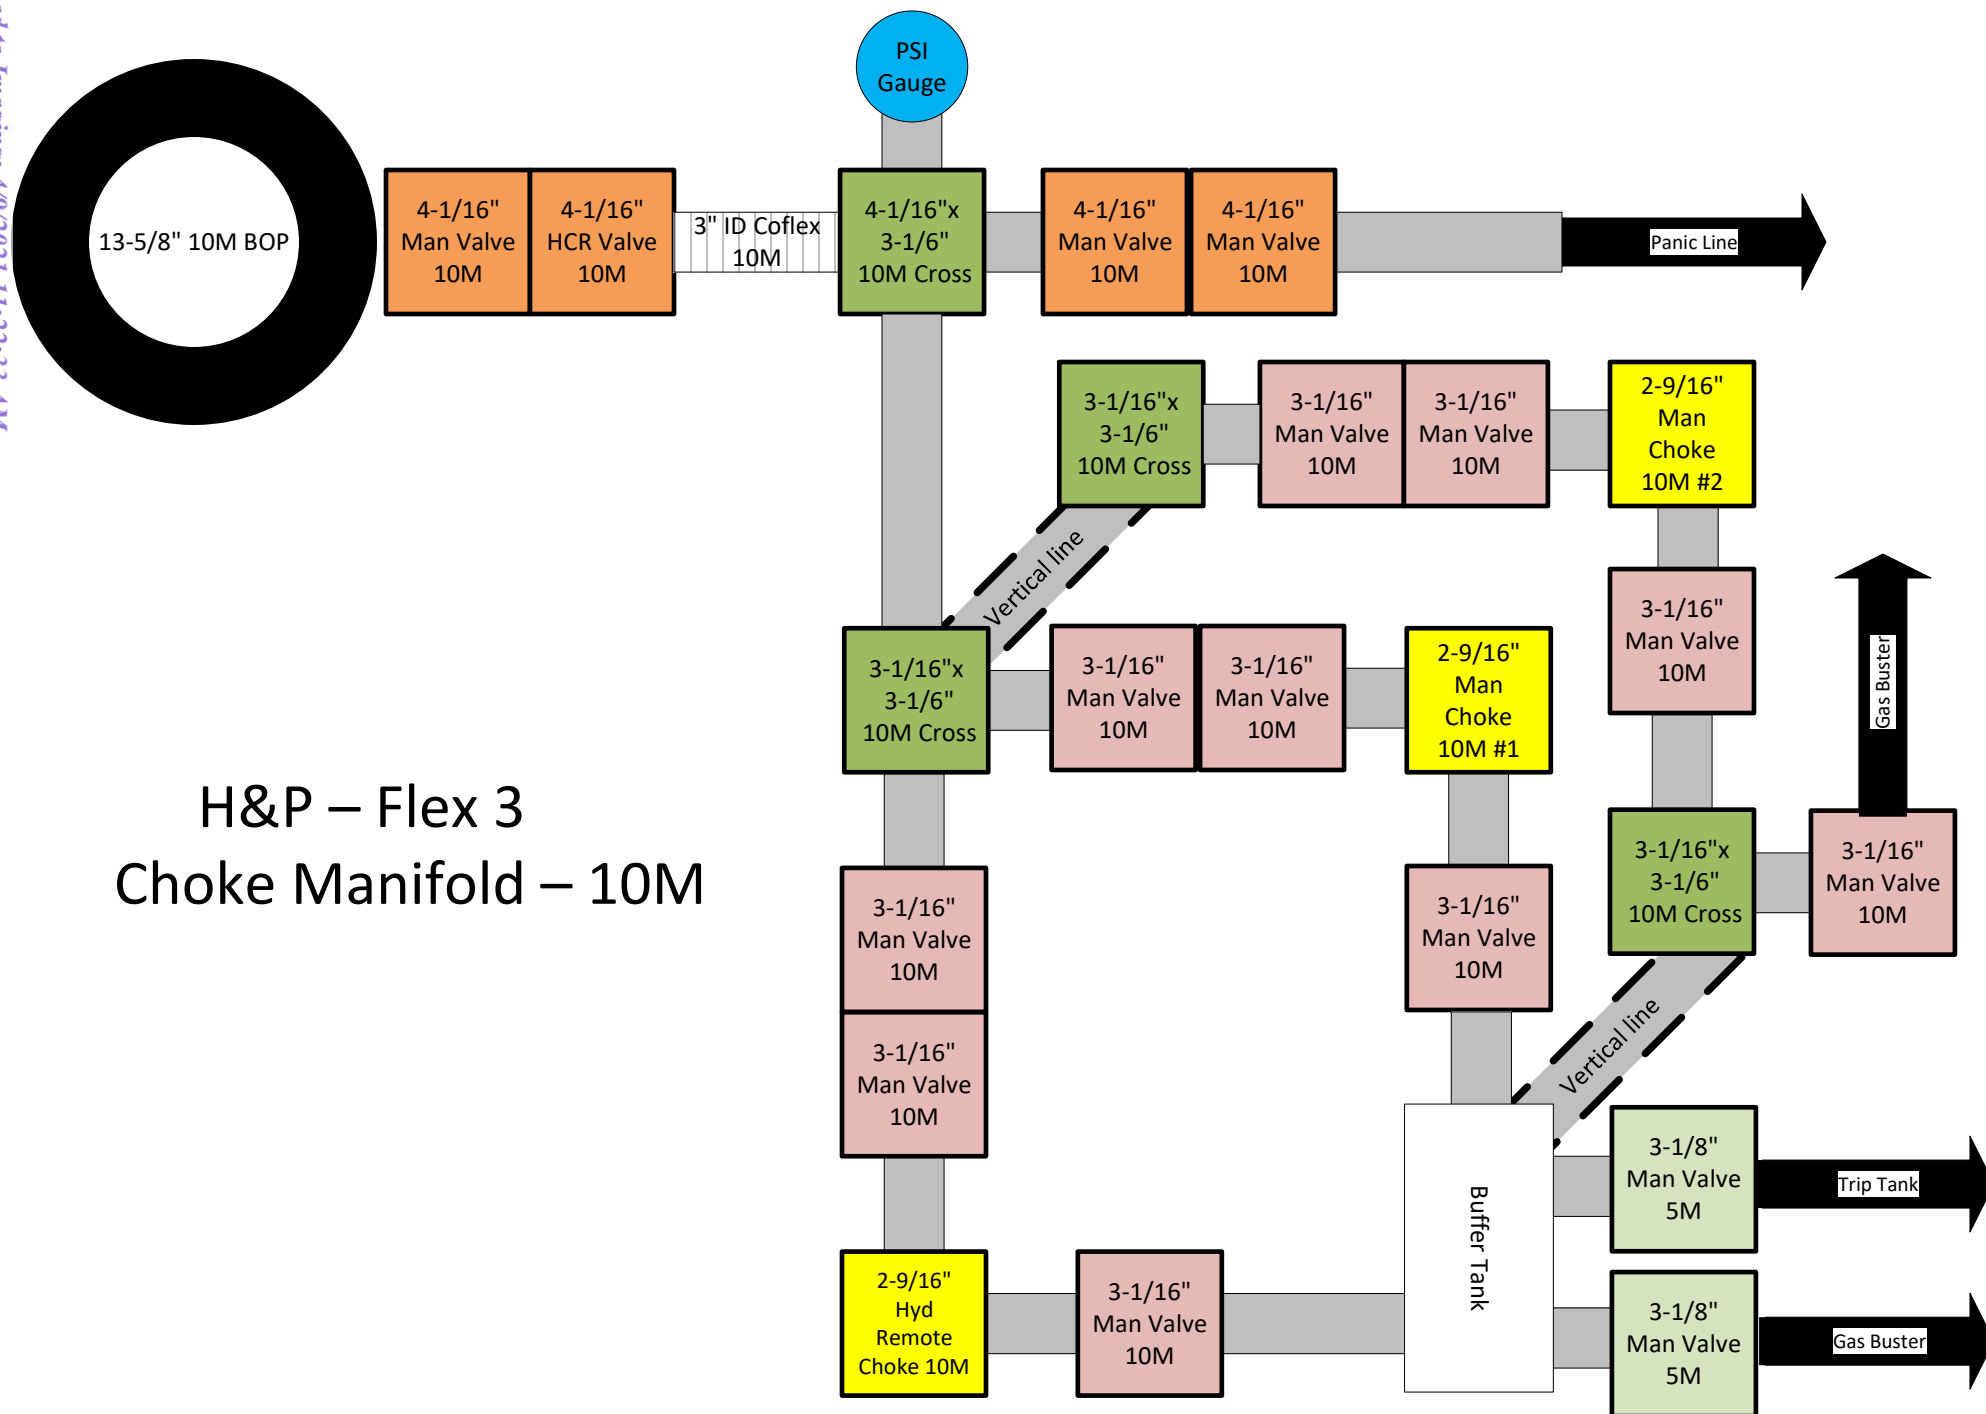 PSI
Gauge
13-5/8" 10M BOP
4-1/16"
Man Valve
10M
4-1/16"
HCR Valve
10M
3" ID Coflex
10M
4-1/16"x
3-1/6"
10M Cross
4-1/16"
Man Valve
10M
4-1/16"
Man Valve
10M
Panic Line
3-1/16"x
3-1/6"
10M Cross
3-1/16"
Man Valve
10M
3-1/16"
Man Valve
10M
2-9/16"
Man
Choke
10M #2
Vertical line
3-1/16"
Man Valve
10M
Gas Buster
3-1/16"x
3-1/6"
10M Cross
3-1/16"
Man Valve
10M
3-1/16"
Man Valve
10M
2-9/16"
Man
Choke
10M #1
H&P – Flex 3
Choke Manifold – 10M
3-1/16"
Man Valve
10M
3-1/16"
Man Valve
10M
3-1/16"x
3-1/6"
10M Cross
3-1/16"
Man Valve
10M
3-1/16"
Man Valve
10M
Vertical line
Buffer Tank
3-1/8"
Man Valve
5M
Trip Tank
2-9/16"
Hyd
Remote
Choke 10M
3-1/16"
Man Valve
10M
3-1/8"
Man Valve
5M
Gas Buster